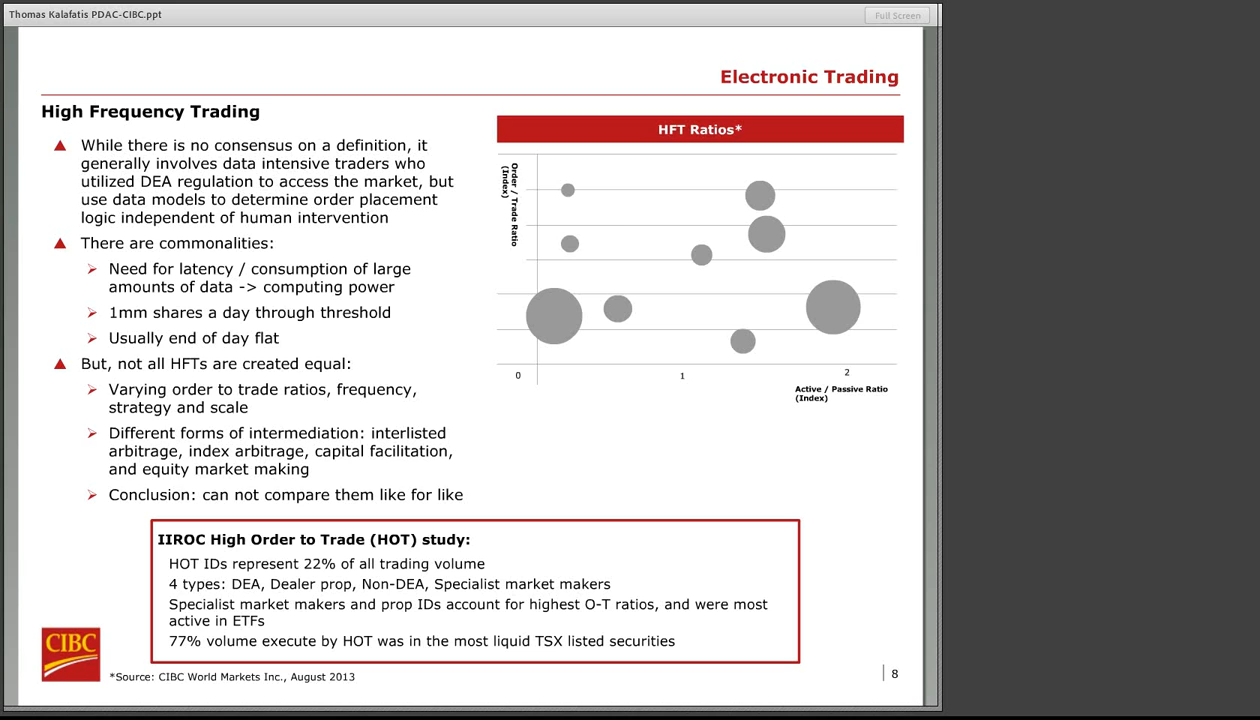 Thomas Kalafatis PDAC-CIBC.ppt
Full Screen
Electronic Trading
High Frequency Trading
While there is no consensus on a definition, it
generally involves data intensive traders who
utilized DEA regulation to access the market, but
use data models to determine order placement
logic independent of human intervention
There are commonalities:
Need for latency / consumption of large
amounts of data -> computing power
1mm shares a day through threshold
Usually end of day flat
But, not all HFTs are created equal:
Varying order to trade ratios, frequency,
strategy and scale
Different forms of intermediation: interlisted
arbitrage, index arbitrage, capital facilitation,
and equity market making
Conclusion: can not compare them like for like
HFT Ratios*
Order / Trade Ratio
(Index)
0
1
2
Active / Passive Ratio
(Index)
IIROC High Order to Trade (HOT) study:
HOT IDs represent 22% of all trading volume
4 types: DEA, Dealer prop, Non-DEA, Specialist market makers
Specialist market makers and prop IDs account for highest O-T ratios, and were most
active in ETFs
77% volume execute by HOT was in the most liquid TSX listed securities
CIBC
*Source: CIBC World Markets Inc., August 2013
8